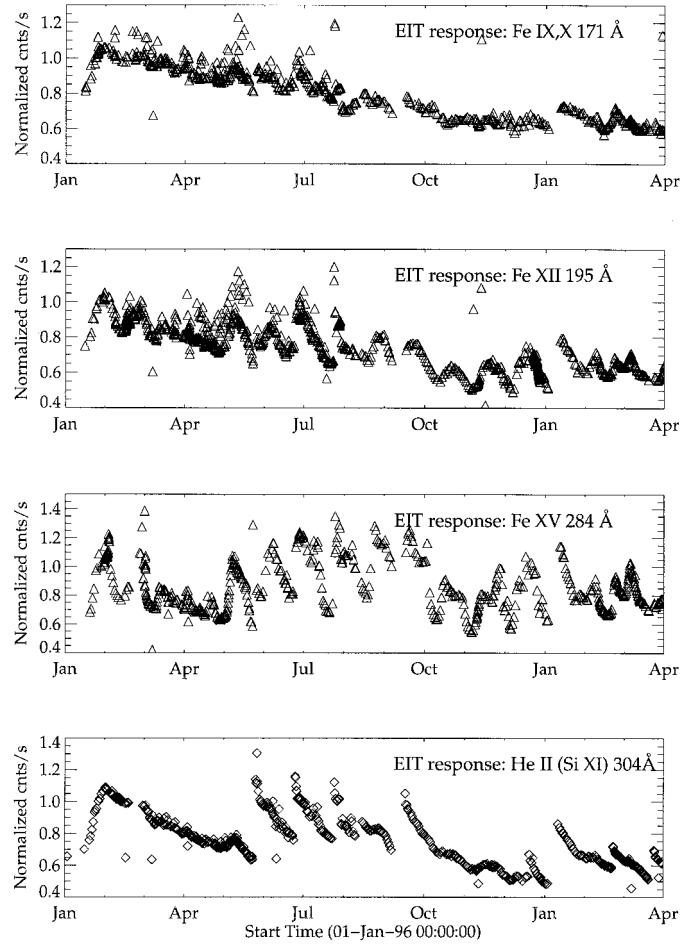 EIT response: Fe IX,X 171 Å
Normalized cnts/s
1.2
1.0
0.8
0.6
0.4
Jan Apr Jul Oct Jan Apr
EIT response: Fe XII 195 Å
Normalized cnts/s
1.2
1.0
0.8
0.6
0.4
Jan Apr Jul Oct Jan Apr
EIT response: Fe XV 284 Å
Normalized cnts/s
1.4
1.2
1.0
0.8
0.6
0.4
Jan Apr Jul Oct Jan Apr
EIT response: He II (Si XI) 304Å
Normalized cnts/s
1.4
1.2
1.0
0.8
0.6
0.4
Jan Apr Jul Oct Jan Apr
Start Time (01-Jan-96 00:00:00)